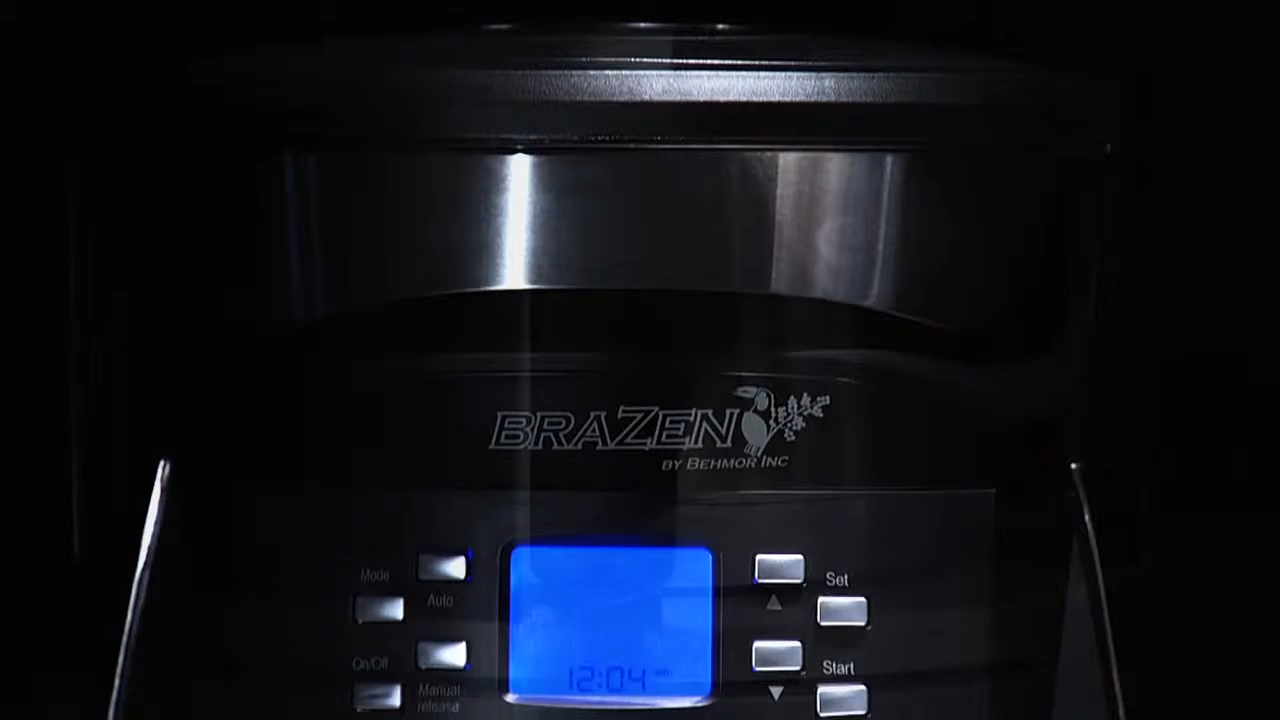 BRAZEN
BY BEHMOR INC
Mode
Auto
Set
On/Off
Manual
release
Start
12:04